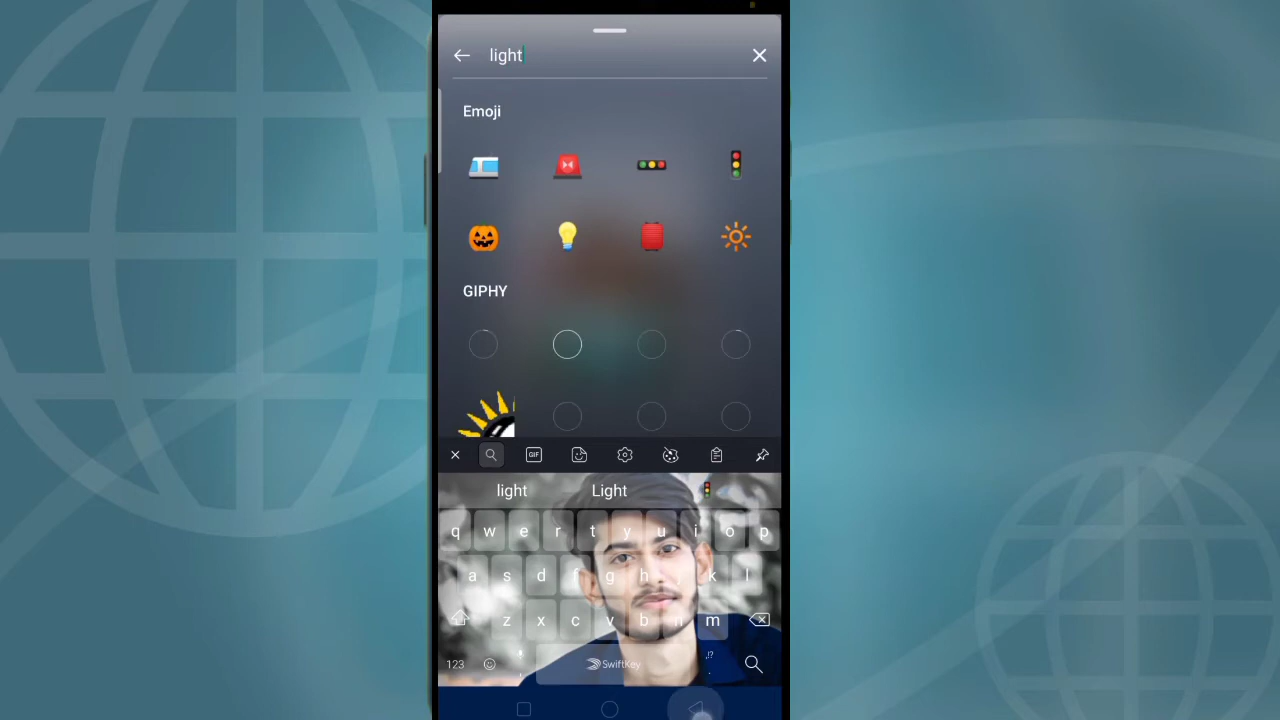 light
Emoji
GIPHY
GIF
light Light
q w e r t y u i o p
a s d f g h j k l
z x c v b n m
123 SwiftKey ,!?